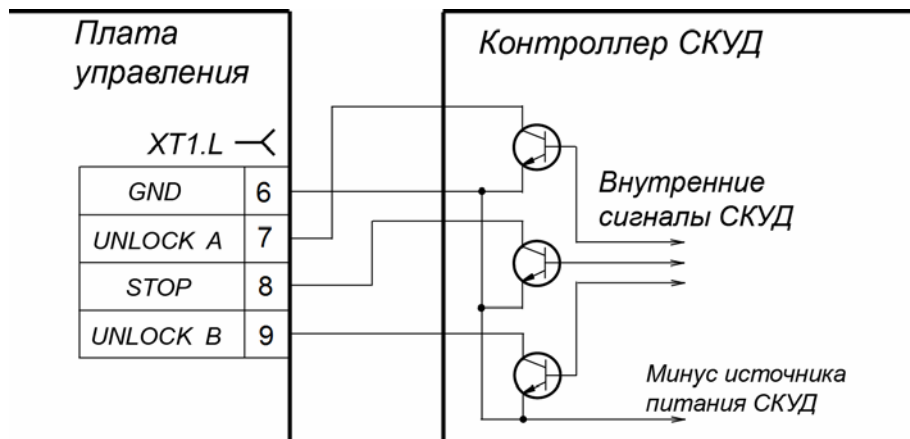 Плата
управления
Контроллер СКУД
XT1.L
GND 6
UNLOCK A 7
STOP 8
UNLOCK B 9
Внутренние
сигналы СКУД
Минус источника
питания СКУД